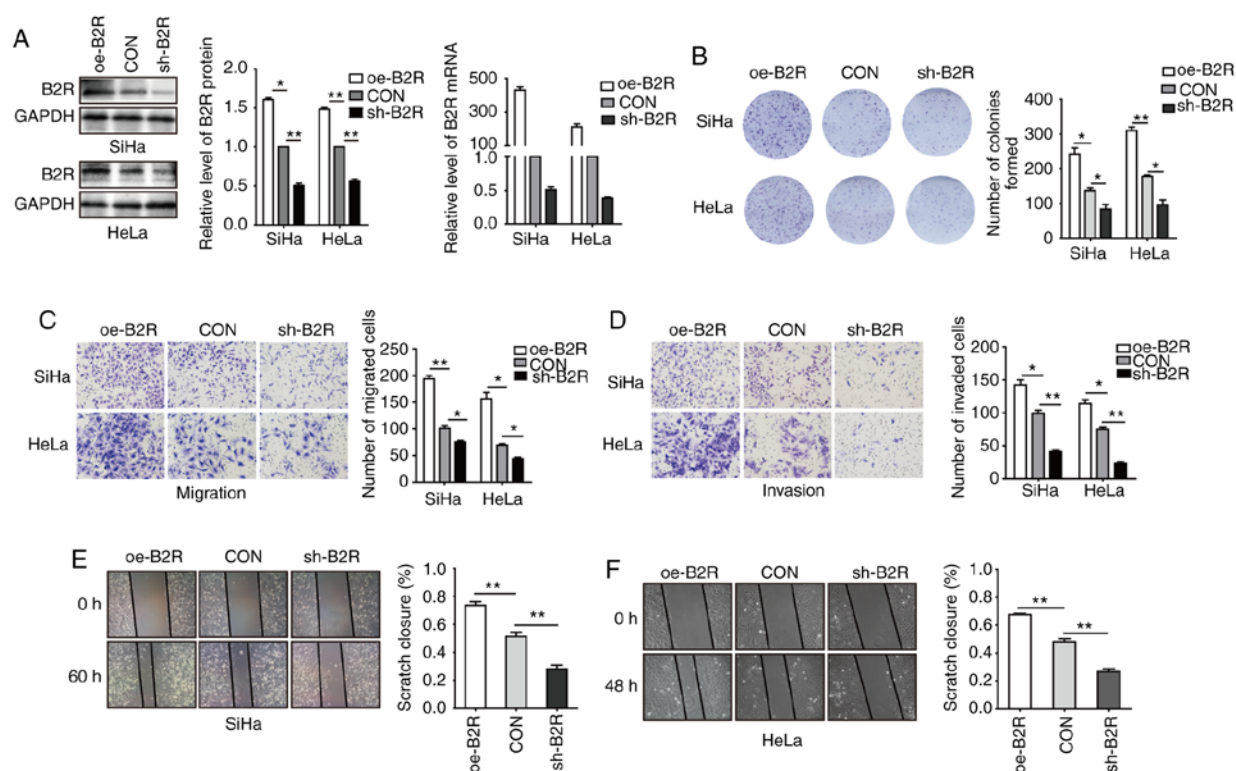 A
oe-B2R
CON
sh-B2R
B2R
GAPDH
SiHa
B2R
GAPDH
HeLa
Relative level of B2R protein
2.0
1.5
1.0
0.5
0.0
* ** ** **
oe-B2R
CON
sh-B2R
SiHa HeLa
Relative level of B2R mRNA
400
200
1.0
0.5
0.0
oe-B2R
CON
sh-B2R
SiHa HeLa
B
oe-B2R CON sh-B2R
SiHa
HeLa
Number of colonies
formed
400
300
200
100
0
* * ** *
oe-B2R
CON
sh-B2R
SiHa HeLa
C
oe-B2R CON sh-B2R
SiHa
HeLa
Migration
Number of migrated cells
250
200
150
100
50
0
** * * *
oe-B2R
CON
sh-B2R
SiHa HeLa
D
oe-B2R CON sh-B2R
SiHa
HeLa
Invasion
Number of invaded cells
200
150
100
50
0
* ** * **
oe-B2R
CON
sh-B2R
SiHa HeLa
E
oe-B2R CON sh-B2R
0 h
60 h
SiHa
Scratch closure (%)
1.0
0.8
0.6
0.4
0.2
0.0
** **
oe-B2R
CON
sh-B2R
F
oe-B2R CON sh-B2R
0 h
48 h
HeLa
Scratch closure (%)
1.0
0.8
0.6
0.4
0.2
0.0
** **
oe-B2R
CON
sh-B2R